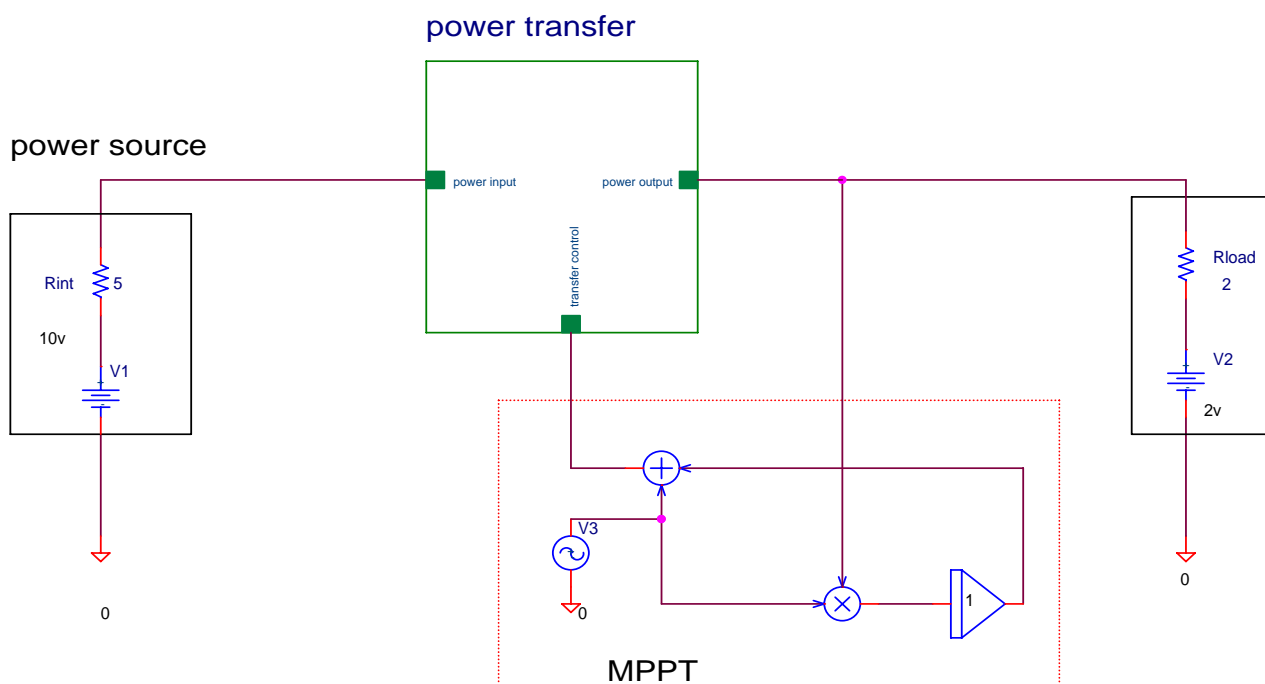 power transfer
power source
power input
power output
transfer control
Rint
5
10v
V1
0
Rload
2
V2
2v
0
V3
0
1
MPPT